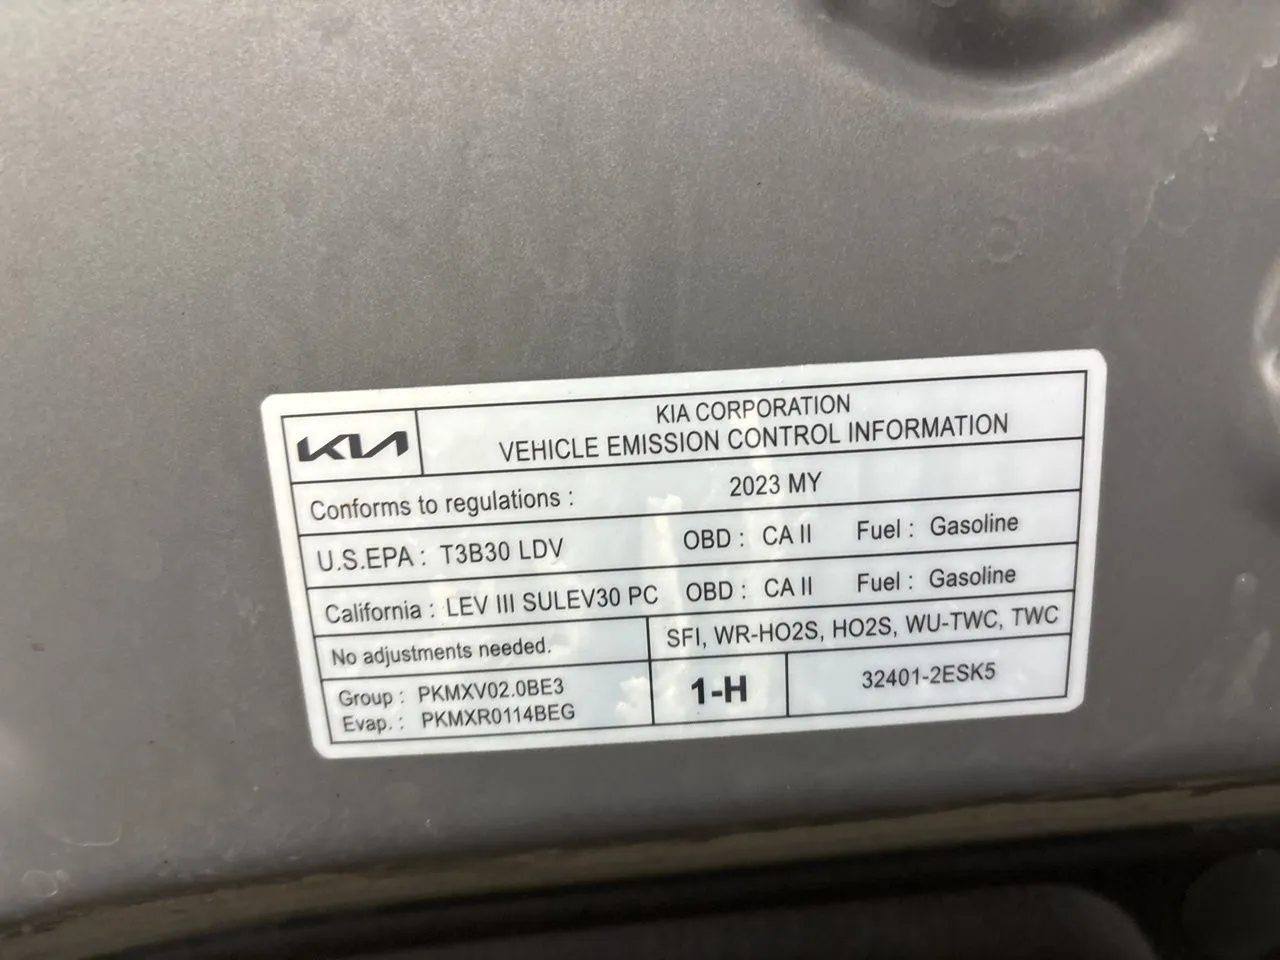 KIA
KIA CORPORATION
VEHICLE EMISSION CONTROL INFORMATION
Conforms to regulations : 2023 MY
U.S.EPA : T3B30 LDV OBD : CA II Fuel : Gasoline
California : LEV III SULEV30 PC OBD : CA II Fuel : Gasoline
No adjustments needed. SFI, WR-HO2S, HO2S, WU-TWC, TWC
Group : PKMXV02.0BE3
Evap. : PKMXR0114BEG
1-H
32401-2ESK5